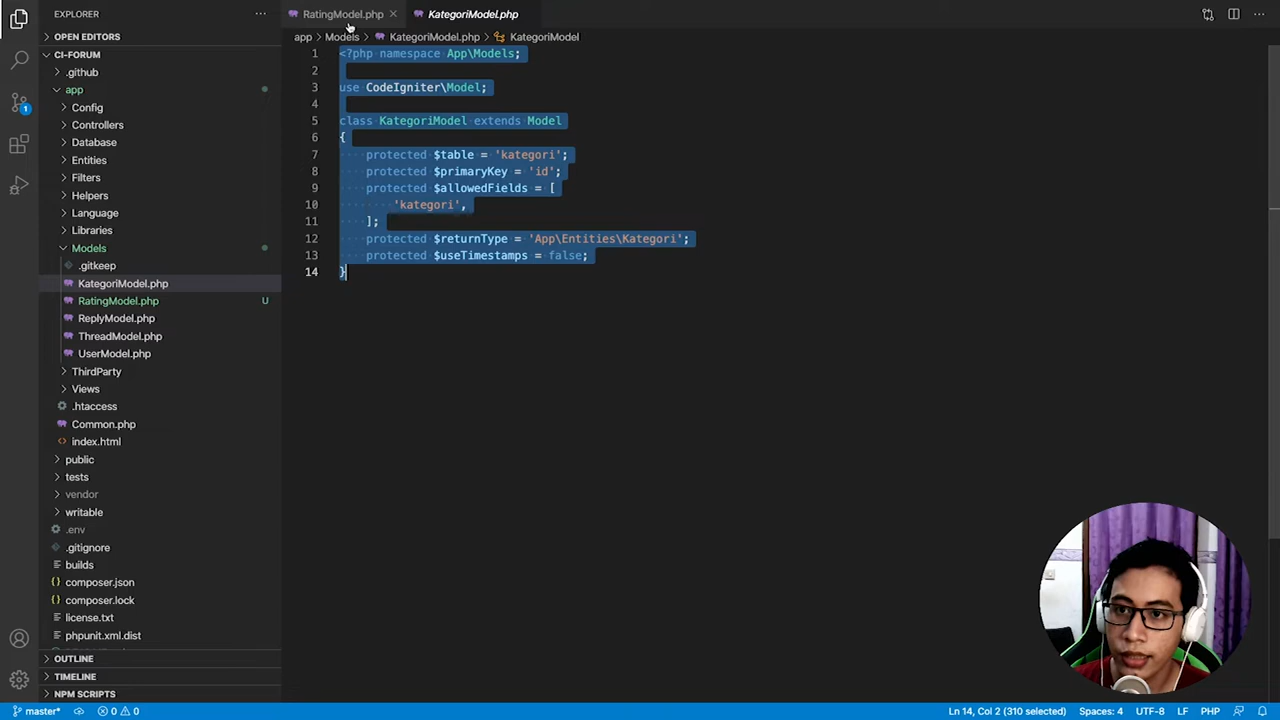 EXPLORER
RatingModel.php
KategoriModel.php
OPEN EDITORS
app Models KategoriModel.php KategoriModel
CI-FORUM
.github
app
Config
Controllers
Database
Entities
Filters
Helpers
Language
Libraries
Models
.gitkeep
KategoriModel.php
RatingModel.php U
ReplyModel.php
ThreadModel.php
UserModel.php
ThirdParty
Views
.htaccess
Common.php
index.html
public
tests
vendor
writable
.env
.gitignore
builds
composer.json
composer.lock
license.txt
phpunit.xml.dist
OUTLINE
TIMELINE
NPM SCRIPTS
1 <?php namespace App\Models;
2
3 use CodeIgniter\Model;
4
5 class KategoriModel extends Model
6 {
7 protected $table = 'kategori';
8 protected $primaryKey = 'id';
9 protected $allowedFields = [
10 'kategori',
11 ];
12 protected $returnType = 'App\Entities\Kategori';
13 protected $useTimestamps = false;
14 }
1
master* 0 0 Ln 14, Col 2 (310 selected) Spaces: 4 UTF-8 LF PHP